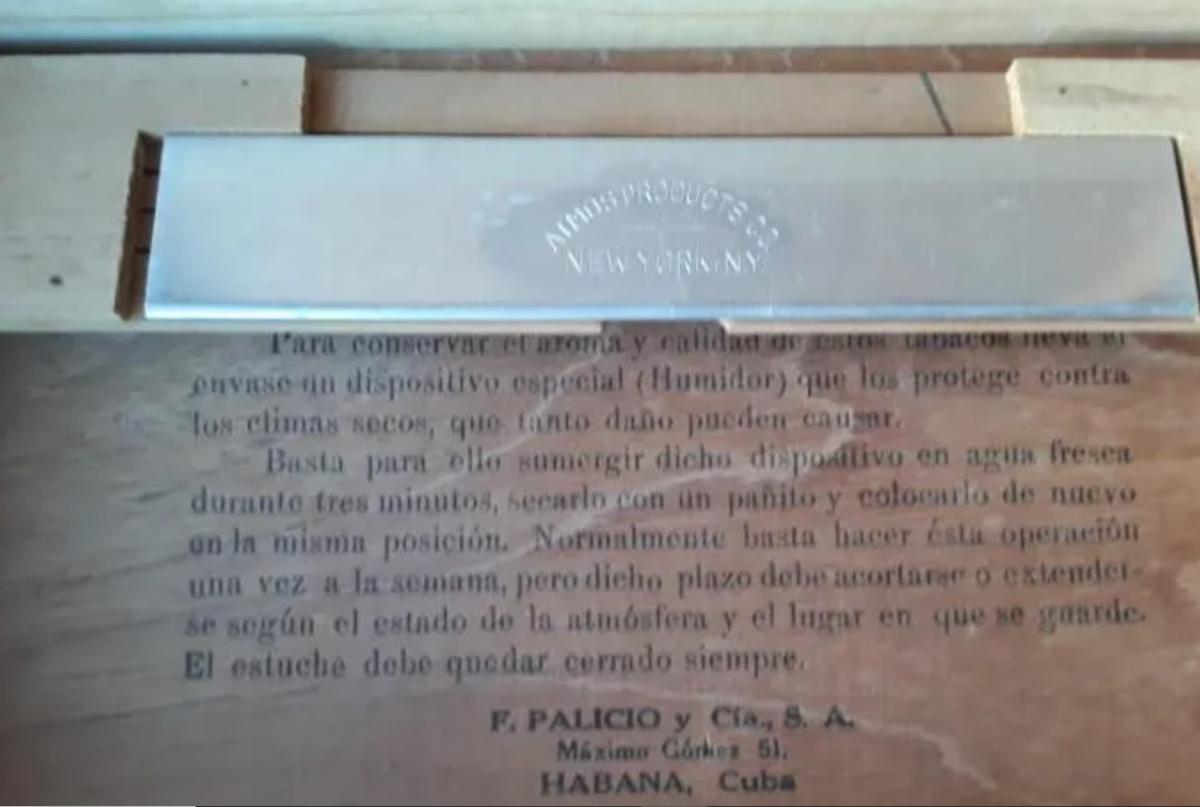 ATMOS PRODUCTS CO.
NEW YORK, N.Y.
Para conservar el aroma y calidad de estos tabacos lleva el
envase un dispositivo especial (Humidor) que los protege contra
los climas secos, que tanto daño pueden causar.
Basta para ello sumergir dicho dispositivo en agua fresca
durante tres minutos, secarlo con un pañito y colocarlo de nuevo
en la misma posición. Normalmente basta hacer ésta operación
una vez a la semana, pero dicho plazo debe acortarse o extender-
se según el estado de la atmósfera y el lugar en que se guarde.
El estuche debe quedar cerrado siempre.
F. PALICIO y Cía., S. A.
Máximo Gómez 51.
HABANA, Cuba